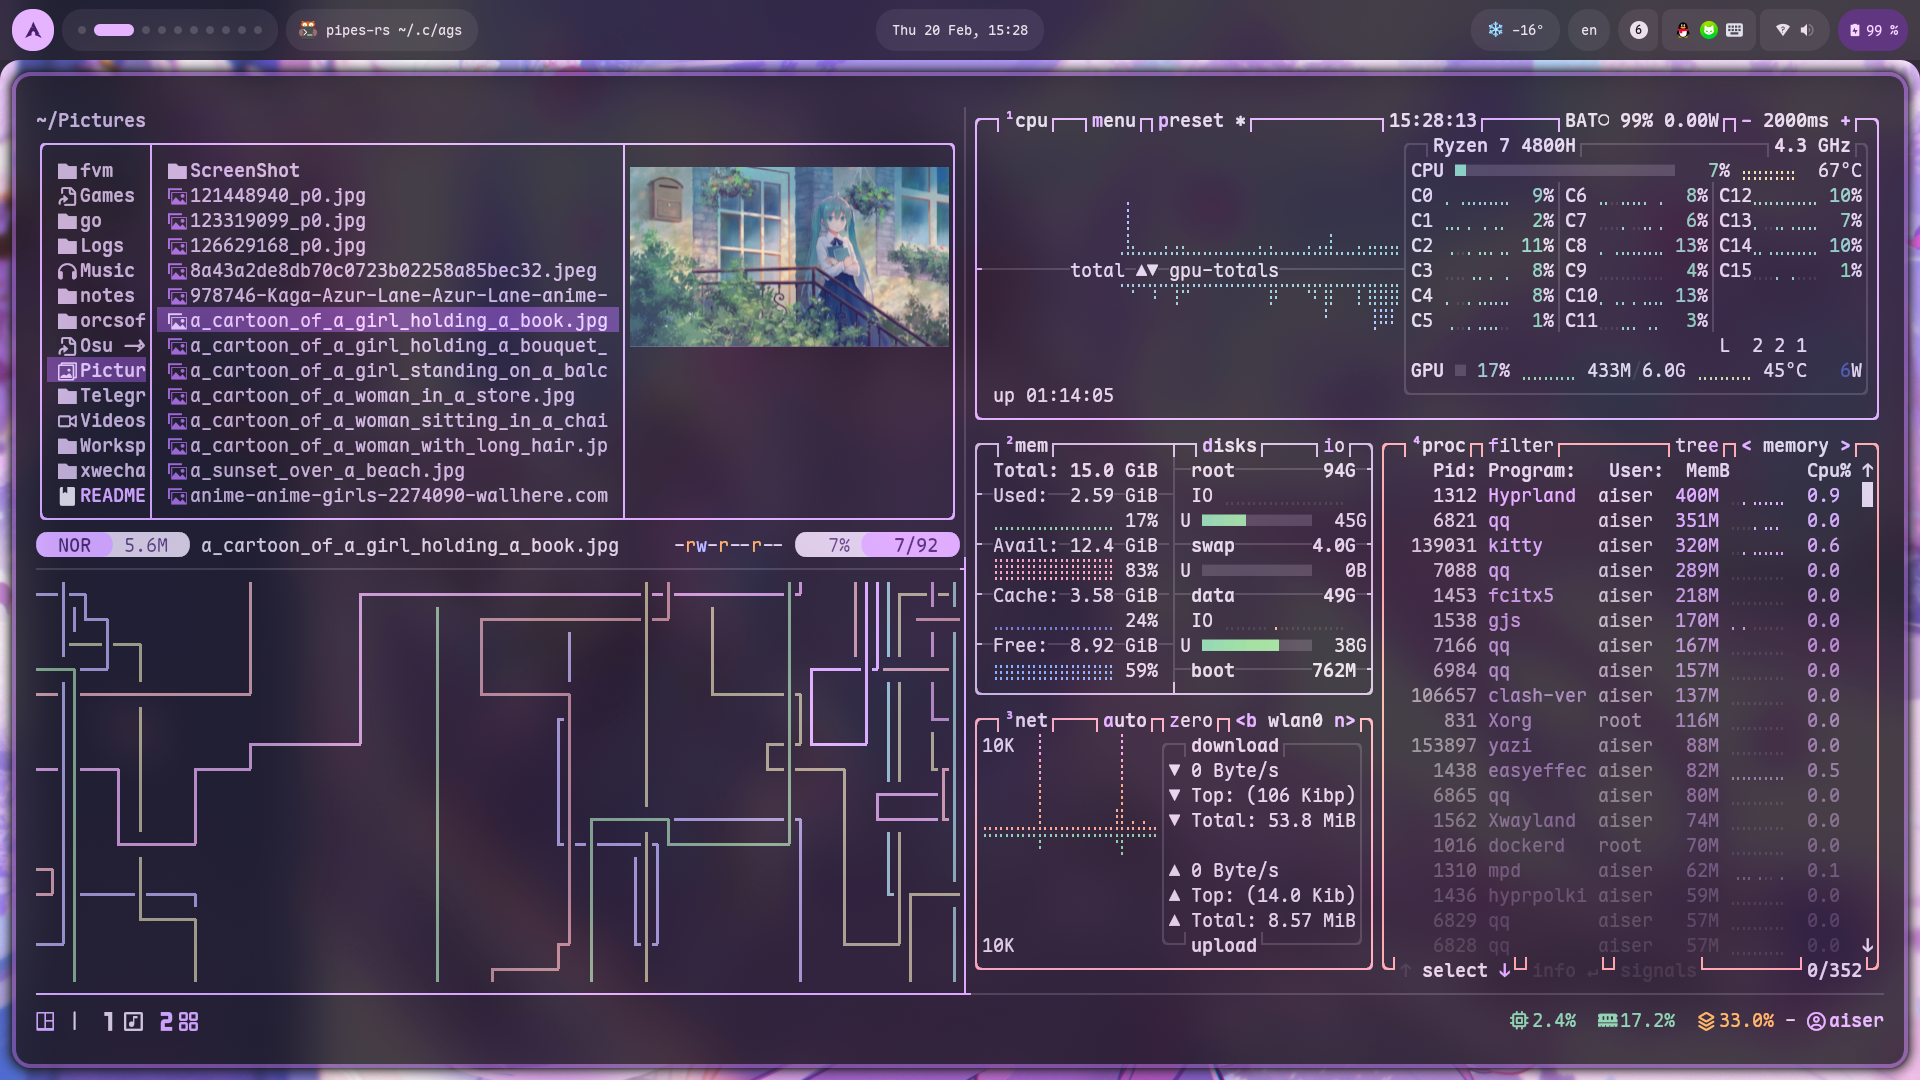 pipes-rs ~/.c/ags
Thu 20 Feb, 15:28
-16°
en
6
99 %
~/Pictures
fvm
Games
go
Logs
Music
notes
orcsof
Osu →
Pictur
Telegr
Videos
Worksp
xwecha
README
ScreenShot
121448940_p0.jpg
123319099_p0.jpg
126629168_p0.jpg
8a43a2de8db70c0723b02258a85bec32.jpeg
978746-Kaga-Azur-Lane-Azur-Lane-anime-
a_cartoon_of_a_girl_holding_a_book.jpg
a_cartoon_of_a_girl_holding_a_bouquet_
a_cartoon_of_a_girl_standing_on_a_balc
a_cartoon_of_a_woman_in_a_store.jpg
a_cartoon_of_a_woman_sitting_in_a_chai
a_cartoon_of_a_woman_with_long_hair.jp
a_sunset_over_a_beach.jpg
anime-anime-girls-2274090-wallhere.com
NOR 5.6M a_cartoon_of_a_girl_holding_a_book.jpg -rw-r--r-- 7% 7/92
¹cpu menu preset * 15:28:13 BAT○ 99% 0.00W - 2000ms +
Ryzen 7 4800H 4.3 GHz
CPU 7% 67°C
C0 9% C6 8% C12 10%
C1 2% C7 6% C13 7%
C2 11% C8 13% C14 10%
C3 8% C9 4% C15 1%
C4 8% C10 13%
C5 1% C11 3%
L 2 2 1
GPU 17% 433M/6.0G 45°C 6W
total ▲▼ gpu-totals
up 01:14:05
²mem disks io
Total: 15.0 GiB
Used: 2.59 GiB
17%
Avail: 12.4 GiB
83%
Cache: 3.58 GiB
24%
Free: 8.92 GiB
59%
root 94G
IO
U 45G
swap 4.0G
U 0B
data 49G
IO
U 38G
boot 762M
³net auto zero <b wlan0 n>
10K
download
▼ 0 Byte/s
▼ Top: (106 Kibp)
▼ Total: 53.8 MiB
▲ 0 Byte/s
▲ Top: (14.0 Kib)
▲ Total: 8.57 MiB
10K
upload
⁴proc filter tree < memory >
Pid: Program: User: MemB Cpu% ↑
1312 Hyprland aiser 400M 0.9
6821 qq aiser 351M 0.0
139031 kitty aiser 320M 0.6
7088 qq aiser 289M 0.0
1453 fcitx5 aiser 218M 0.0
1538 gjs aiser 170M 0.0
7166 qq aiser 167M 0.0
6984 qq aiser 157M 0.0
106657 clash-ver aiser 137M 0.0
831 Xorg root 116M 0.0
153897 yazi aiser 88M 0.0
1438 easyeffec aiser 82M 0.5
6865 qq aiser 80M 0.0
1562 Xwayland aiser 74M 0.0
1016 dockerd root 70M 0.0
1310 mpd aiser 62M 0.1
1436 hyprpolki aiser 59M 0.0
6829 qq aiser 57M 0.0
6828 qq aiser 57M 0.0 ↓
↑ select ↓ info ↵ signals 0/352
| 1 2
2.4% 17.2% 33.0% - aiser